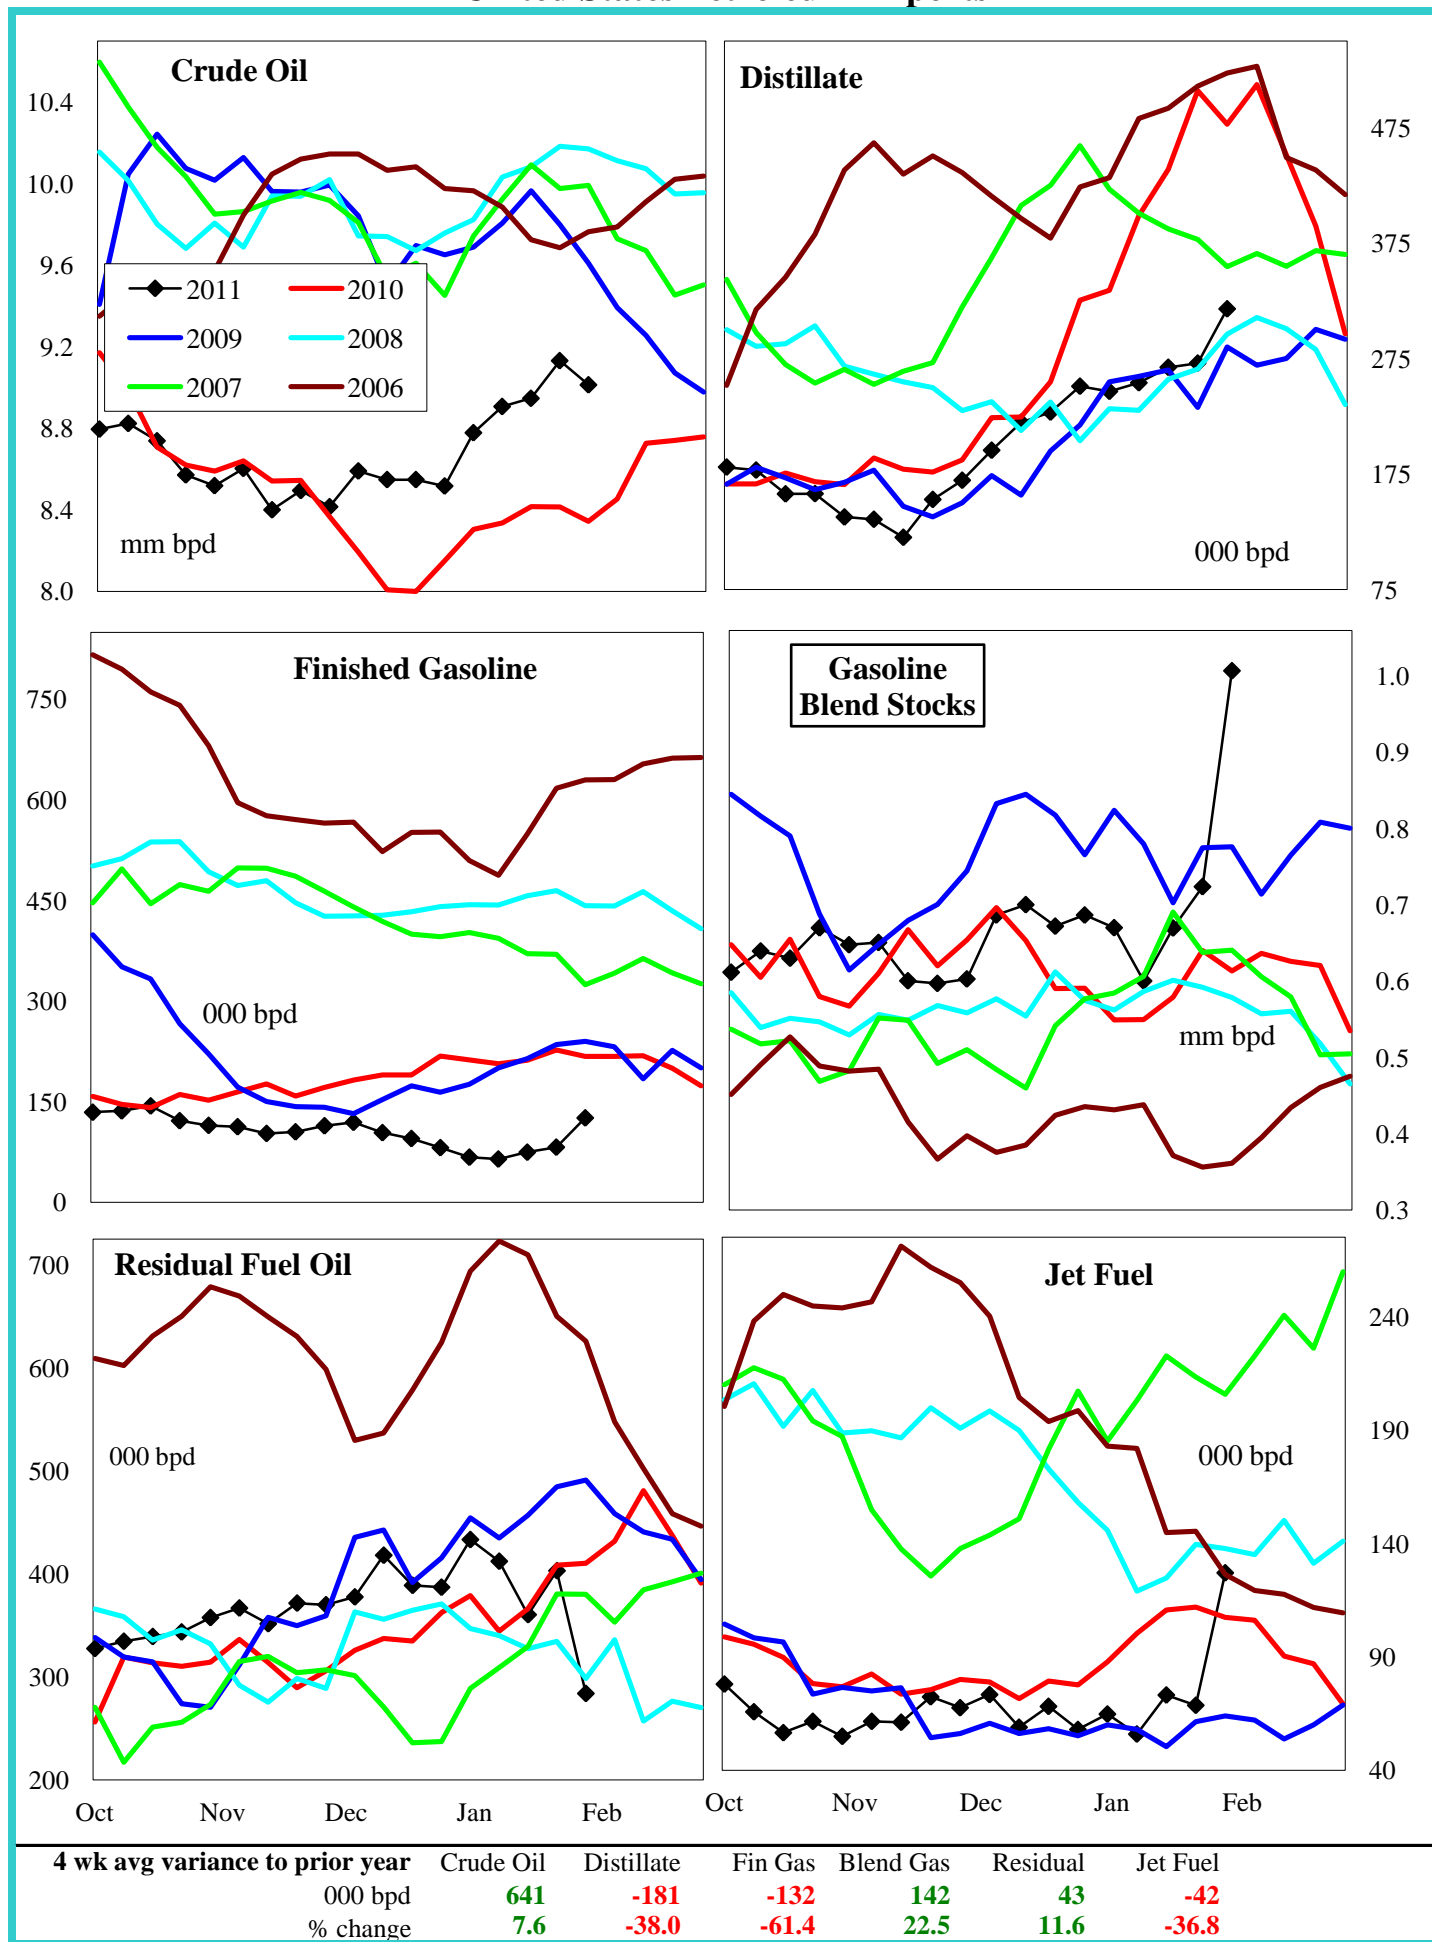 Crude Oil
10.4
10.0
9.6
9.2
8.8
8.4
8.0
2011
2010
2009
2008
2007
2006
mm bpd
Distillate
475
375
275
175
75
000 bpd
Finished Gasoline
750
600
450
300
150
0
000 bpd
Gasoline
Blend Stocks
1.0
0.9
0.8
0.7
0.6
0.5
0.4
0.3
mm bpd
Residual Fuel Oil
700
600
500
400
300
200
000 bpd
Oct Nov Dec Jan Feb
Jet Fuel
240
190
140
90
40
000 bpd
Oct Nov Dec Jan Feb
4 wk avg variance to prior year Crude Oil Distillate Fin Gas Blend Gas Residual Jet Fuel
000 bpd 641 -181 -132 142 43 -42
% change 7.6 -38.0 -61.4 22.5 11.6 -36.8